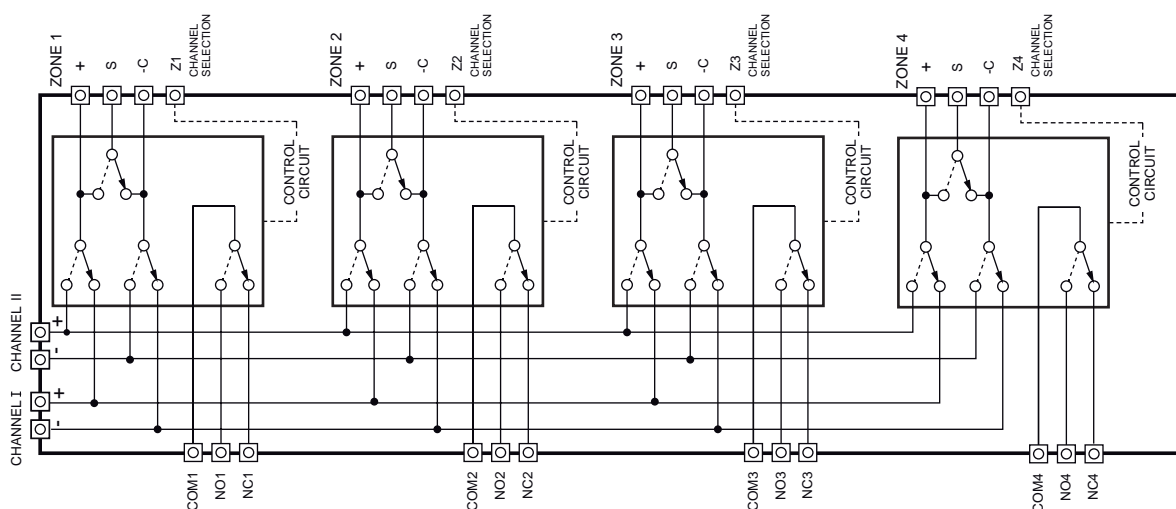 ZONE 1
+
S
-C
Z1
CHANNEL
SELECTION
ZONE 2
+
S
-C
Z2
CHANNEL
SELECTION
ZONE 3
+
S
-C
Z3
CHANNEL
SELECTION
ZONE 4
+
S
-C
Z4
CHANNEL
SELECTION
CONTROL
CIRCUIT
CONTROL
CIRCUIT
CONTROL
CIRCUIT
CONTROL
CIRCUIT
CHANNEL II
+
-
CHANNEL I
+
-
COM1
NO1
NC1
COM2
NO2
NC2
COM3
NO3
NC3
COM4
NO4
NC4